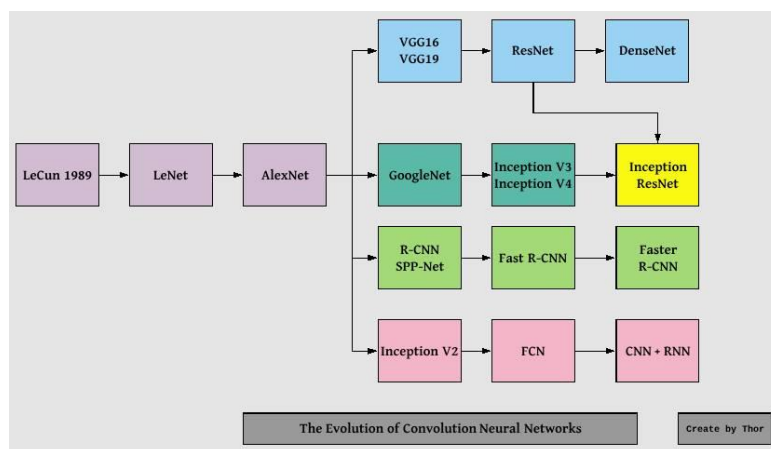 VGG16
VGG19
ResNet
DenseNet
LeCun 1989
LeNet
AlexNet
GoogleNet
Inception V3
Inception V4
Inception
ResNet
R-CNN
SPP-Net
Fast R-CNN
Faster
R-CNN
Inception V2
FCN
CNN + RNN
The Evolution of Convolution Neural Networks
Create by Thor